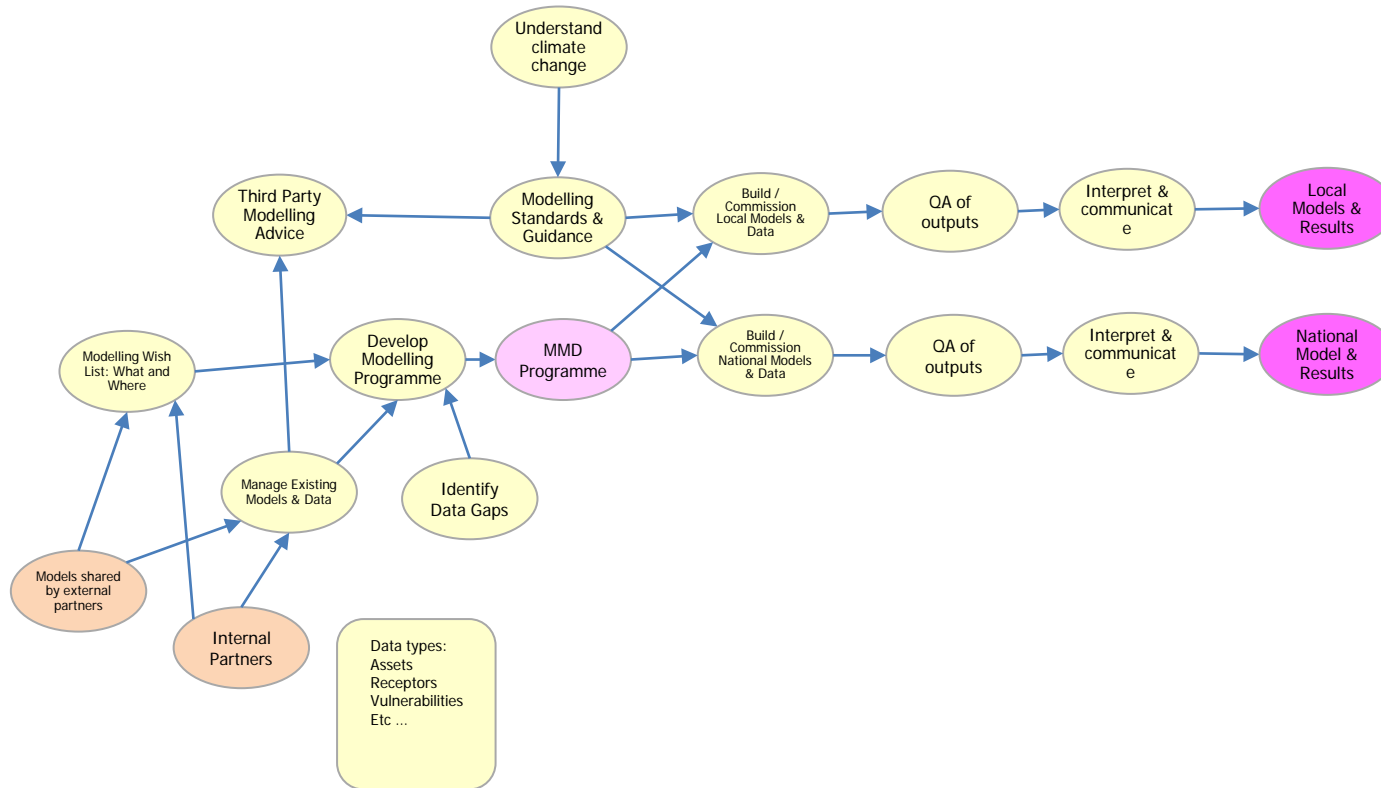 Understand
climate
change
Third Party
Modelling
Advice
Modelling
Standards &
Guidance
Build /
Commission
Local Models &
Data
QA of
outputs
Interpret &
communicat
e
Local
Models &
Results
Modelling Wish
List: What and
Where
Develop
Modelling
Programme
MMD
Programme
Build /
Commission
National Models
& Data
QA of
outputs
Interpret &
communicat
e
National
Model &
Results
Manage Existing
Models & Data
Identify
Data Gaps
Models shared
by external
partners
Internal
Partners
Data types:
Assets
Receptors
Vulnerabilities
Etc ...